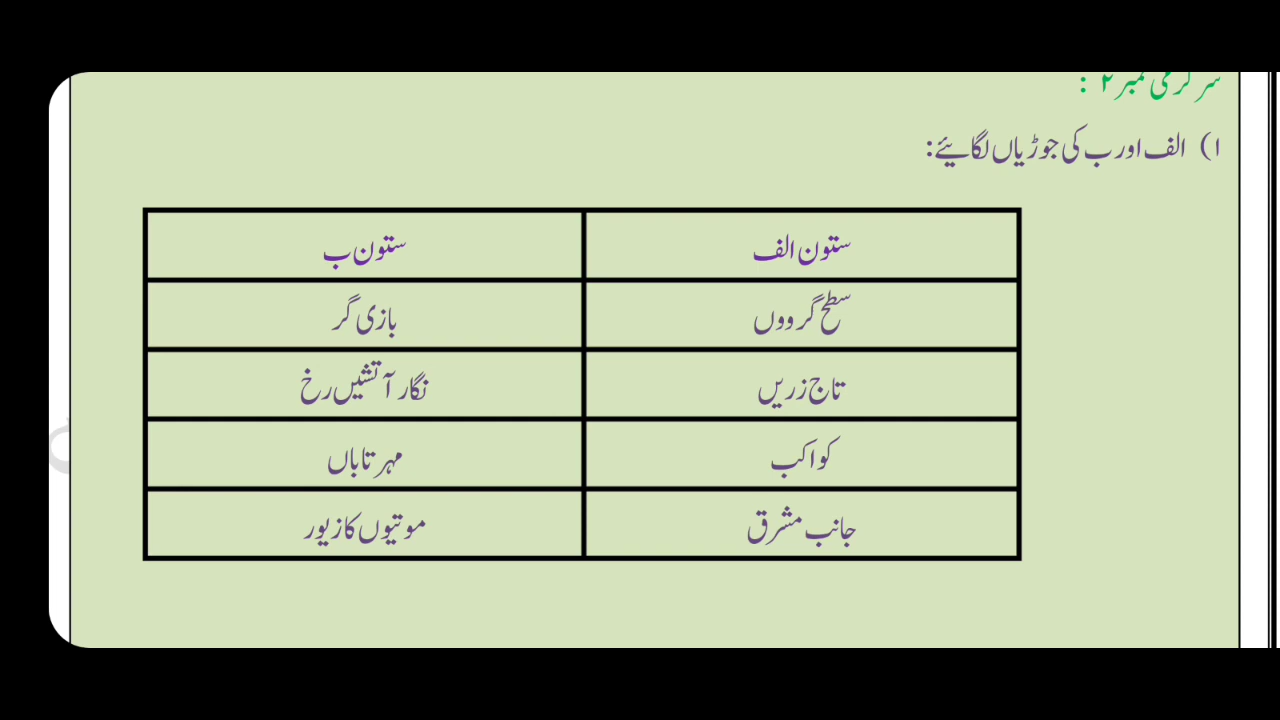 سرگرمی نمبر ۲ :
۱) الف اور ب کی جوڑیاں لگایئے:
ستون الف ستون ب
سطح گردوں بازی گر
تاج زریں نگار آتشیں رخ
کواکب مہر تاباں
جانب مشرق موتیوں کا زیور